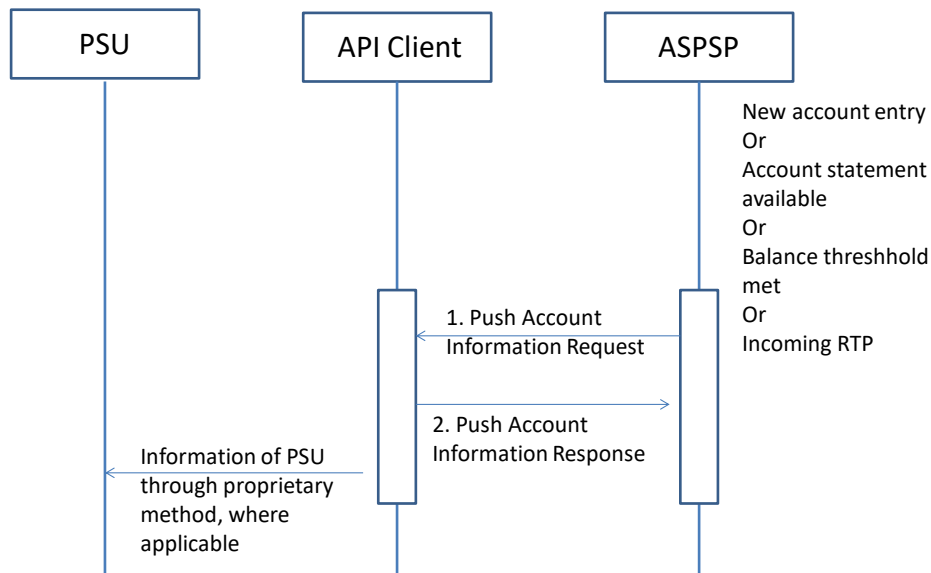 PSU
API Client
ASPSP
New account entry
Or
Account statement
available
Or
Balance threshhold
met
Or
Incoming RTP
1. Push Account
Information Request
2. Push Account
Information Response
Information of PSU
through proprietary
method, where
applicable